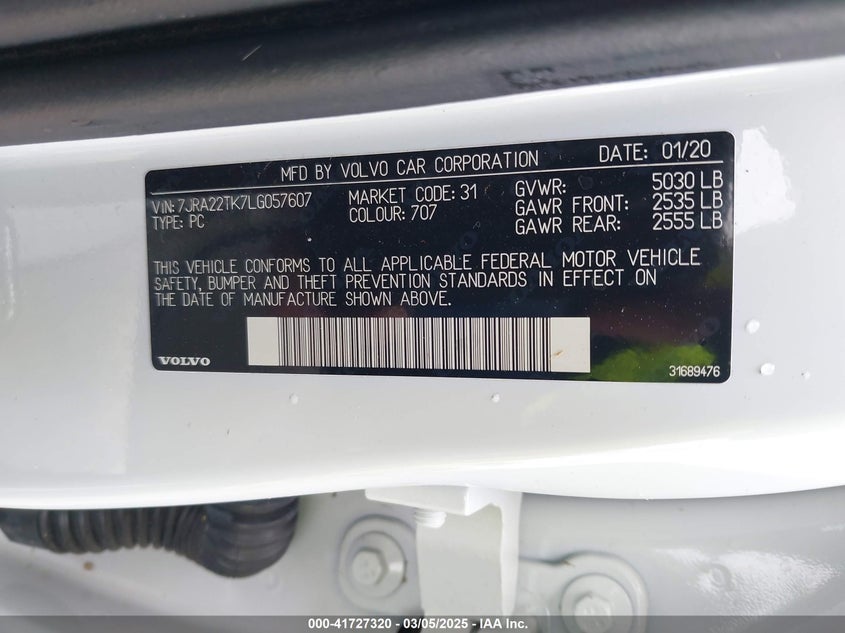 MFD BY VOLVO CAR CORPORATION DATE: 01/20
VIN: 7JRA22TK7LG057607 MARKET CODE: 31 GVWR: 5030 LB
TYPE: PC COLOUR: 707 GAWR FRONT: 2535 LB
GAWR REAR: 2555 LB
THIS VEHICLE CONFORMS TO ALL APPLICABLE FEDERAL MOTOR VEHICLE
SAFETY, BUMPER AND THEFT PREVENTION STANDARDS IN EFFECT ON
THE DATE OF MANUFACTURE SHOWN ABOVE.
VOLVO 31689476
000-41727320 - 03/05/2025 - IAA Inc.